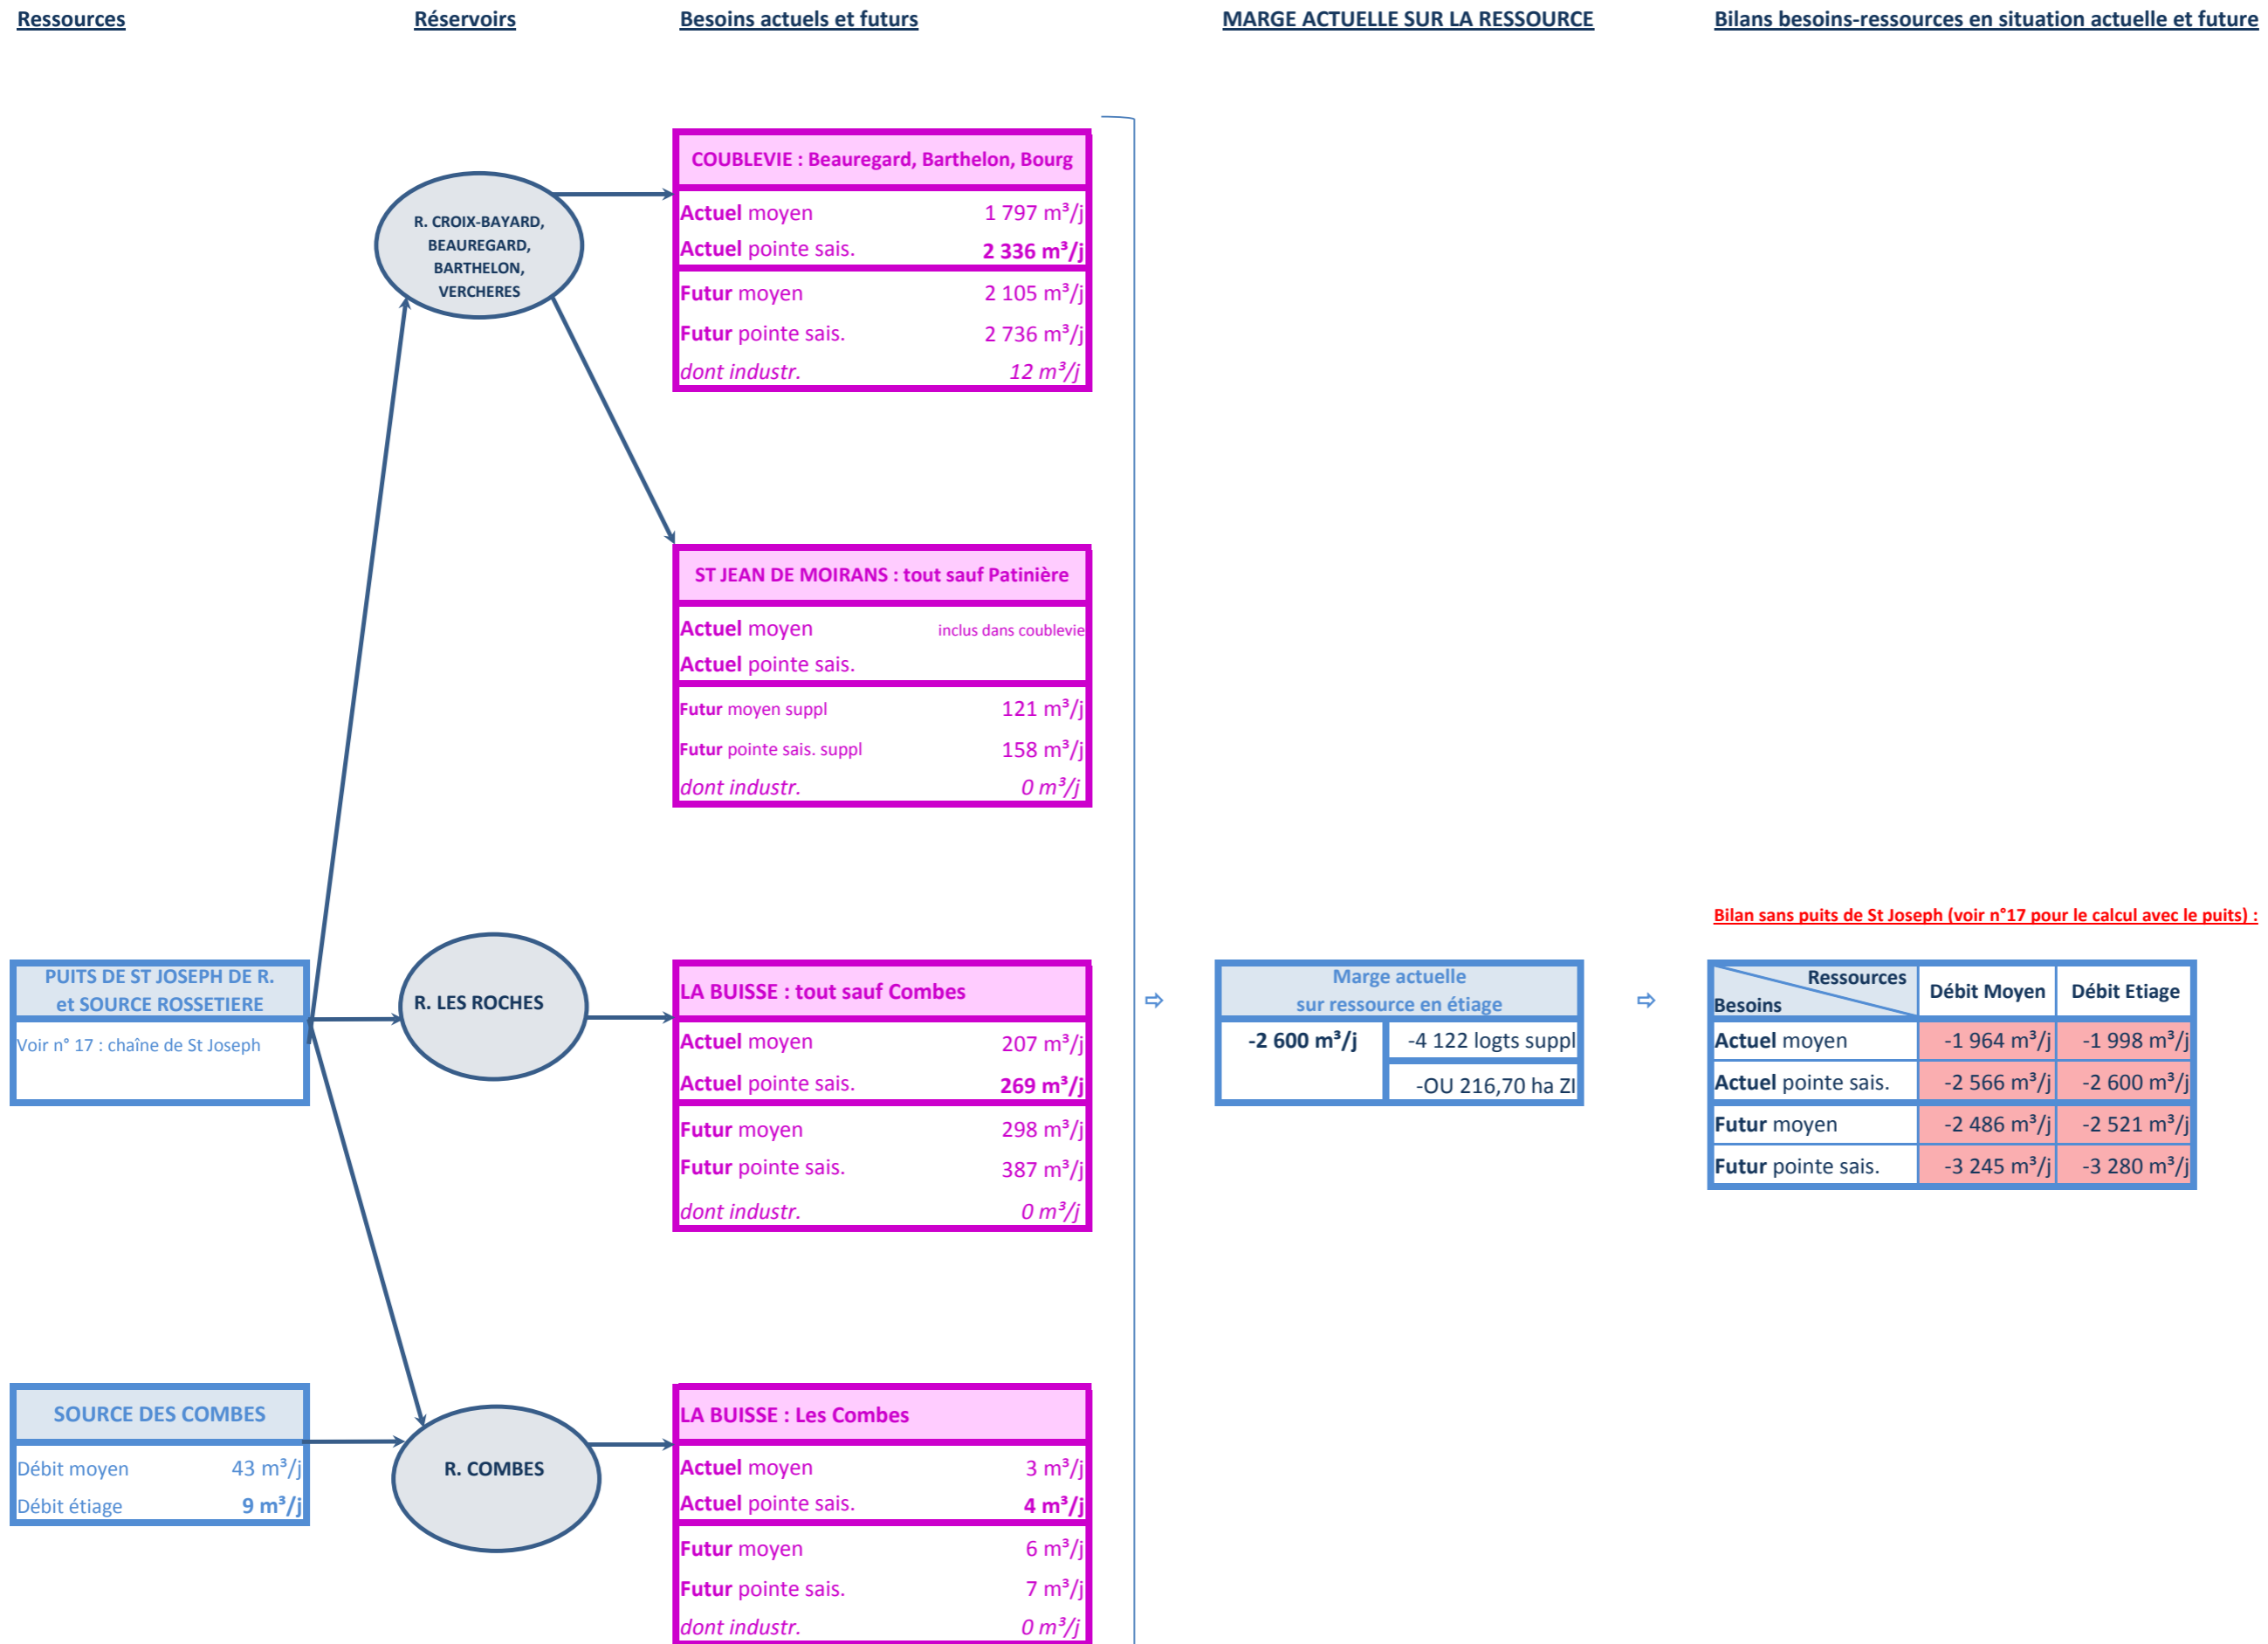 Ressources
Réservoirs
Besoins actuels et futurs
MARGE ACTUELLE SUR LA RESSOURCE
Bilans besoins-ressources en situation actuelle et future
R. CROIX-BAYARD,
BEAUREGARD,
BARTHELON,
VERCHERES
COUBLEVIE : Beauregard, Barthelon, Bourg
Actuel moyen 1 797 m³/j
Actuel pointe sais. 2 336 m³/j
Futur moyen 2 105 m³/j
Futur pointe sais. 2 736 m³/j
dont industr. 12 m³/j
ST JEAN DE MOIRANS : tout sauf Patinière
Actuel moyen inclus dans coublevie
Actuel pointe sais.
Futur moyen suppl 121 m³/j
Futur pointe sais. suppl 158 m³/j
dont industr. 0 m³/j
PUITS DE ST JOSEPH DE R.
et SOURCE ROSSETIERE
Voir n° 17 : chaîne de St Joseph
R. LES ROCHES
LA BUISSE : tout sauf Combes
Actuel moyen 207 m³/j
Actuel pointe sais. 269 m³/j
Futur moyen 298 m³/j
Futur pointe sais. 387 m³/j
dont industr. 0 m³/j
⇨
Marge actuelle
sur ressource en étiage
-2 600 m³/j -4 122 logts suppl
-OU 216,70 ha ZI
⇨
Bilan sans puits de St Joseph (voir n°17 pour le calcul avec le puits) :
Ressources
Besoins Débit Moyen Débit Etiage
Actuel moyen -1 964 m³/j -1 998 m³/j
Actuel pointe sais. -2 566 m³/j -2 600 m³/j
Futur moyen -2 486 m³/j -2 521 m³/j
Futur pointe sais. -3 245 m³/j -3 280 m³/j
SOURCE DES COMBES
Débit moyen 43 m³/j
Débit étiage 9 m³/j
R. COMBES
LA BUISSE : Les Combes
Actuel moyen 3 m³/j
Actuel pointe sais. 4 m³/j
Futur moyen 6 m³/j
Futur pointe sais. 7 m³/j
dont industr. 0 m³/j